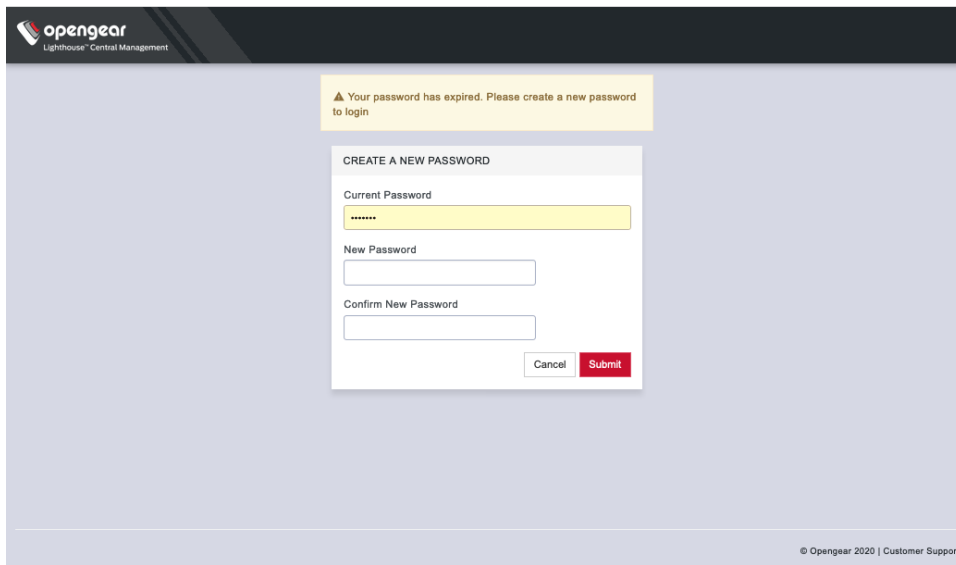 opengear
Lighthouse™ Central Management
Your password has expired. Please create a new password
to login
CREATE A NEW PASSWORD
Current Password
•••••••
New Password
Confirm New Password
Cancel Submit
© Opengear 2020 | Customer Suppor